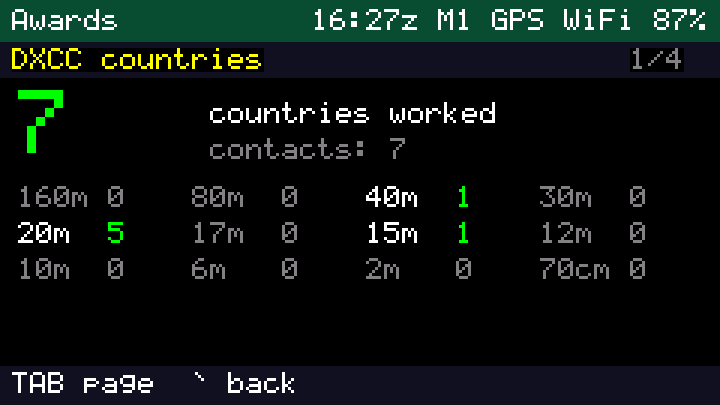 Awards 16:27z M1 GPS WiFi 87%
DXCC countries 1/4
7 countries worked
contacts: 7
160m 0 80m 0 40m 1 30m 0
20m 5 17m 0 15m 1 12m 0
10m 0 6m 0 2m 0 70cm 0
TAB page ` back